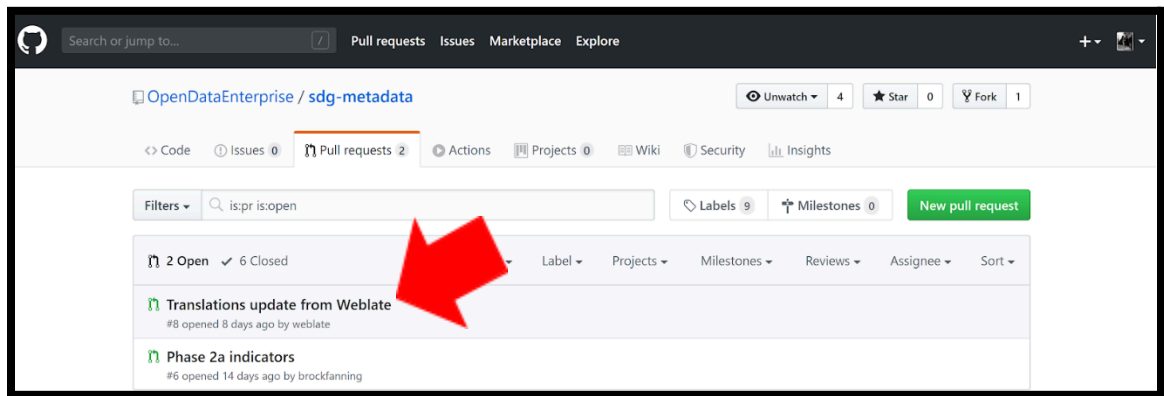 Search or jump to... / Pull requests Issues Marketplace Explore
OpenDataEnterprise / sdg-metadata Unwatch 4 Star 0 Fork 1
Code Issues 0 Pull requests 2 Actions Projects 0 Wiki Security Insights
Filters is:pr is:open Labels 9 Milestones 0 New pull request
2 Open 6 Closed Label Projects Milestones Reviews Assignee Sort
Translations update from Weblate
#8 opened 8 days ago by weblate
Phase 2a indicators
#6 opened 14 days ago by brockfanning